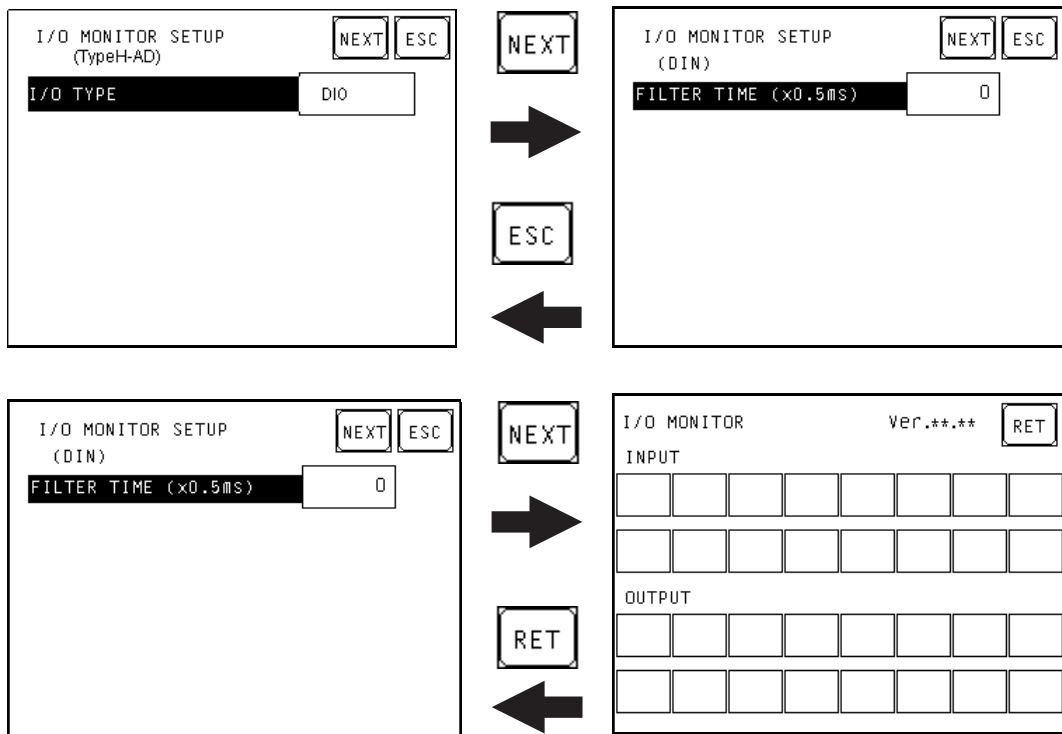 I/O MONITOR SETUP
NEXT
ESC
(TypeH-AD)
I/O TYPE
DIO
NEXT
ESC
I/O MONITOR SETUP
NEXT
ESC
(DIN)
FILTER TIME (x0.5ms)
0
I/O MONITOR SETUP
NEXT
ESC
(DIN)
FILTER TIME (x0.5ms)
0
NEXT
RET
I/O MONITOR
Ver.**.**
RET
INPUT
OUTPUT